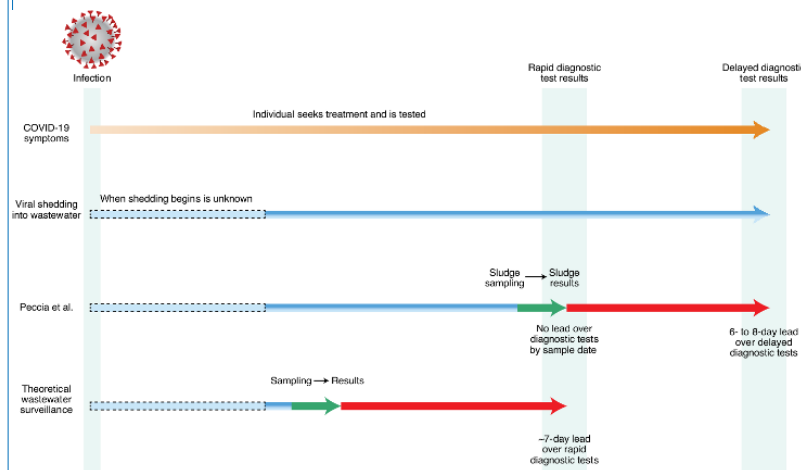 Infection
Rapid diagnostic
test results
Delayed diagnostic
test results
COVID-19
symptoms
Individual seeks treatment and is tested
Viral shedding
into wastewater
When shedding begins is unknown
Peccia et al.
Sludge
sampling
Sludge
results
No lead over
diagnostic tests
by sample date
6- to 8-day lead
over delayed
diagnostic tests
Theoretical
wastewater
surveillance
Sampling
Results
~7-day lead
over rapid
diagnostic tests